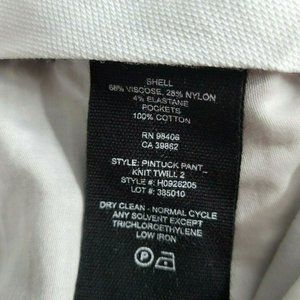 SHELL
68% VISCOSE, 28% NYLON
4% ELASTANE
POCKETS
100% COTTON
RN 98406
CA 39862
STYLE: PINTUCK PANT_
KNIT TWILL 2
STYLE #: H0926205
LOT #: 385010
DRY CLEAN - NORMAL CYCLE
ANY SOLVENT EXCEPT
TRICHLOROETHYLENE
LOW IRON
P